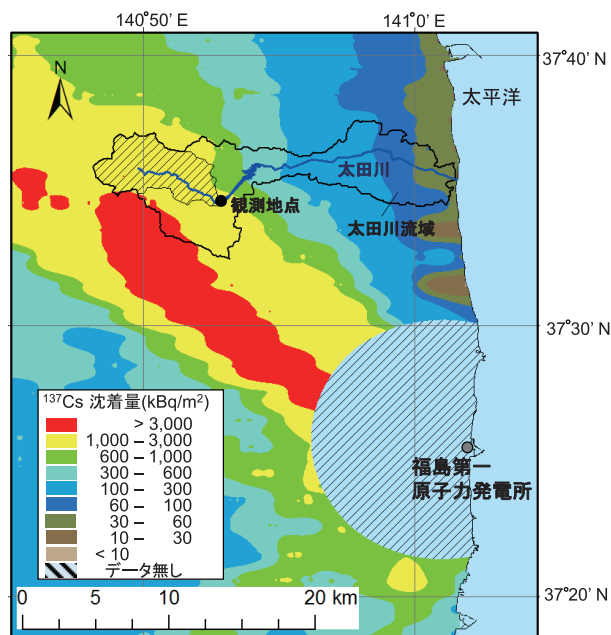 140˚50' E
141˚0' E
37˚40' N
N
太平洋
太田川
観測地点
太田川流域
37˚30' N
137Cs 沈着量(kBq/m2)
> 3,000
1,000 – 3,000
600 – 1,000
300 – 600
100 – 300
60 – 100
30 – 60
10 – 30
< 10
データ無し
福島第一
原子力発電所
37˚20' N
0 5 10 20 km